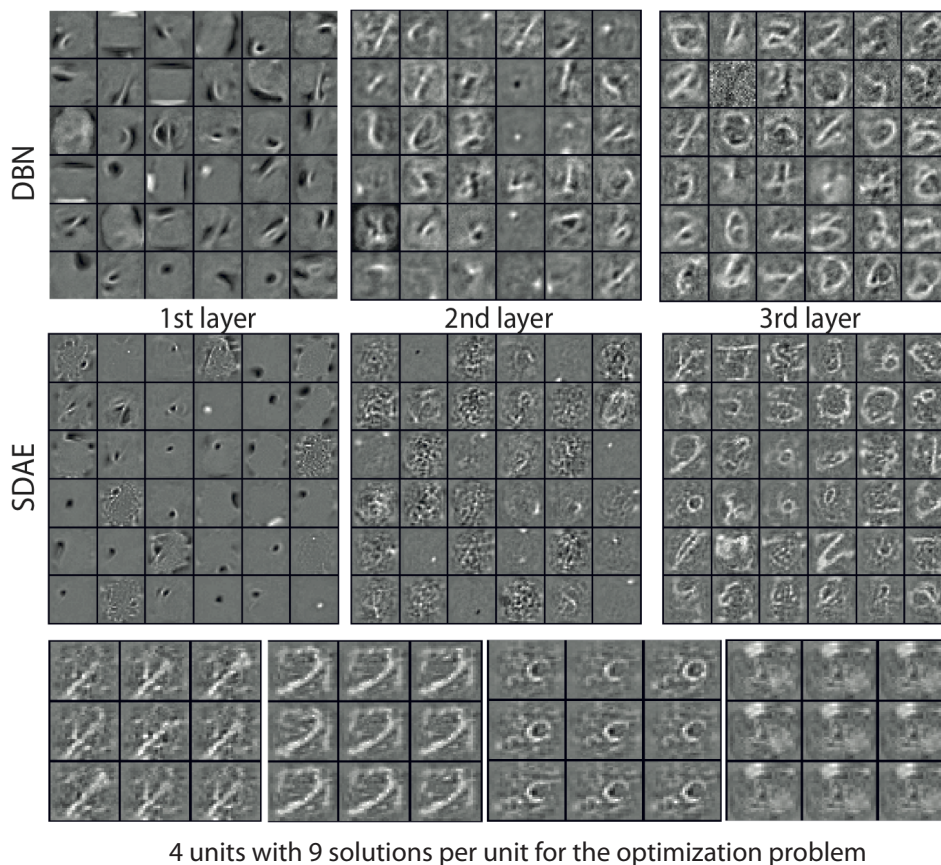 DBN
1st layer
2nd layer
3rd layer
SDAE
4 units with 9 solutions per unit for the optimization problem